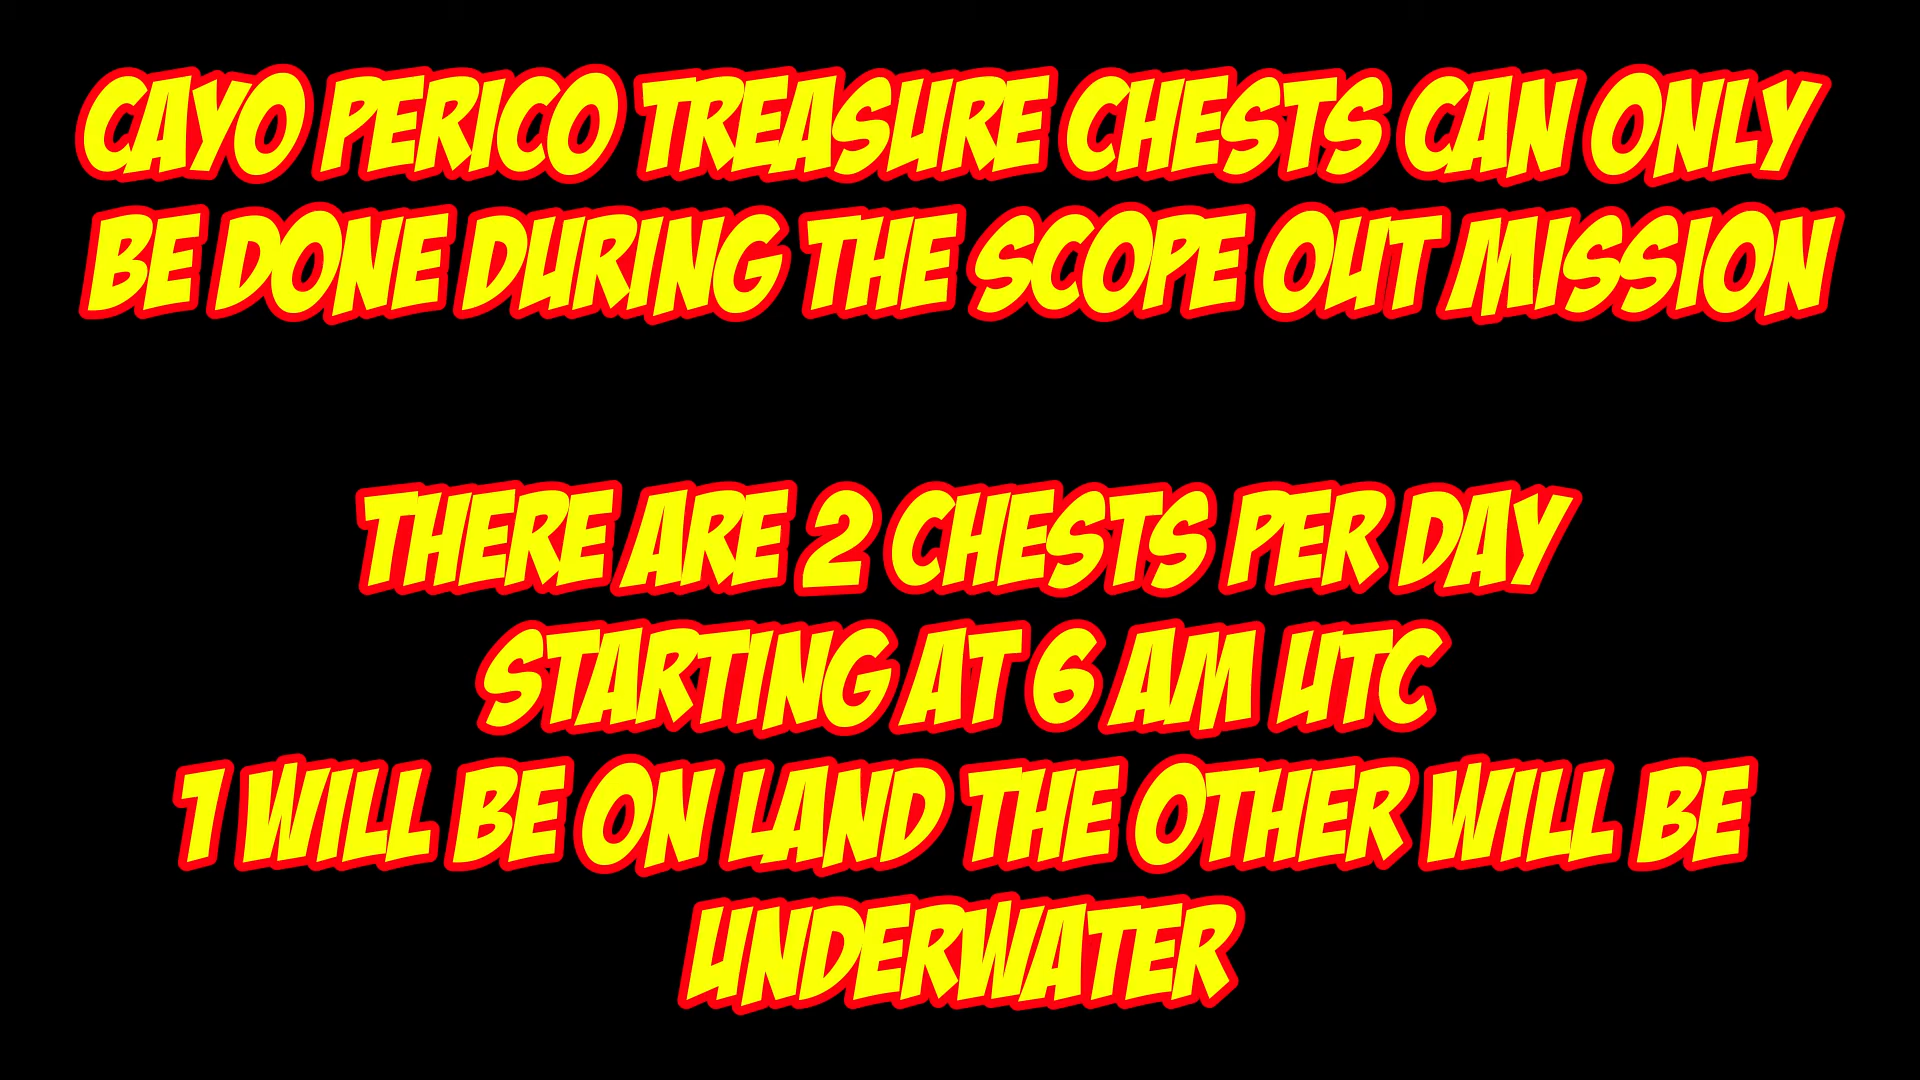 CAYO PERICO TREASURE CHESTS CAN ONLY
BE DONE DURING THE SCOPE OUT MISSION
THERE ARE 2 CHESTS PER DAY
STARTING AT 6 AM UTC
1 WILL BE ON LAND THE OTHER WILL BE
UNDERWATER